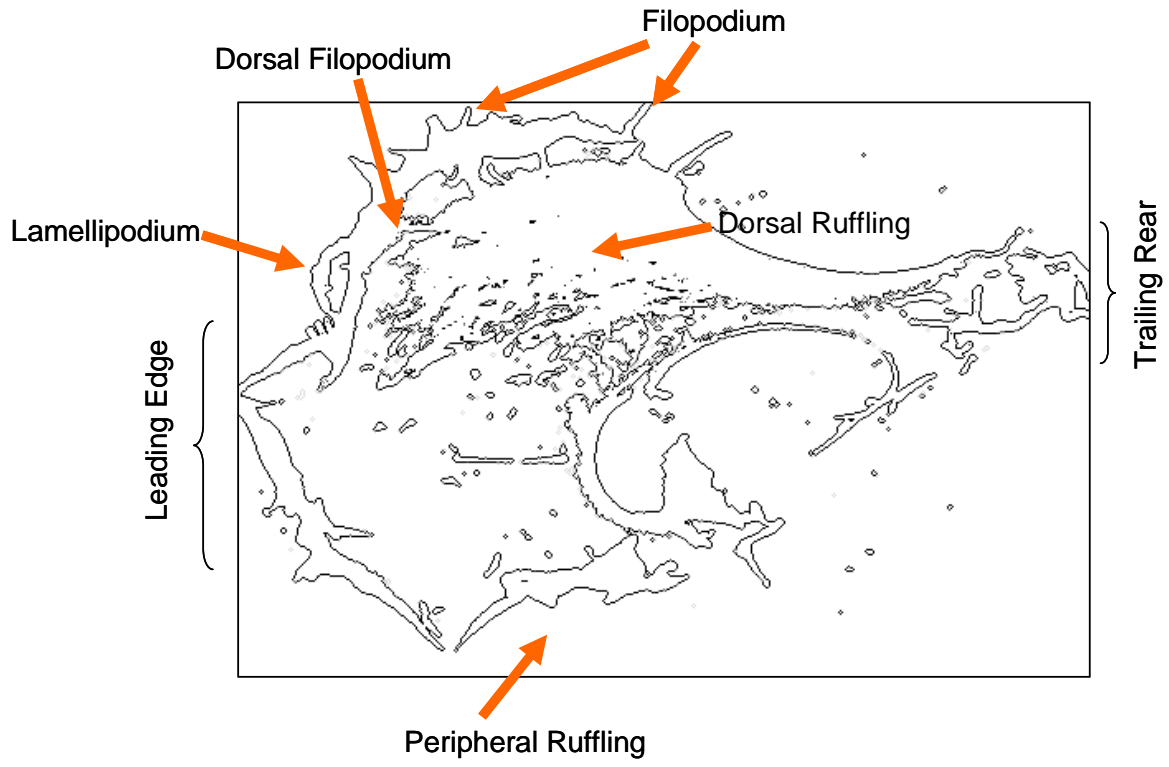 Filopodium
Dorsal Filopodium
Lamellipodium
Dorsal Ruffling
Trailing Rear
Leading Edge
Peripheral Ruffling